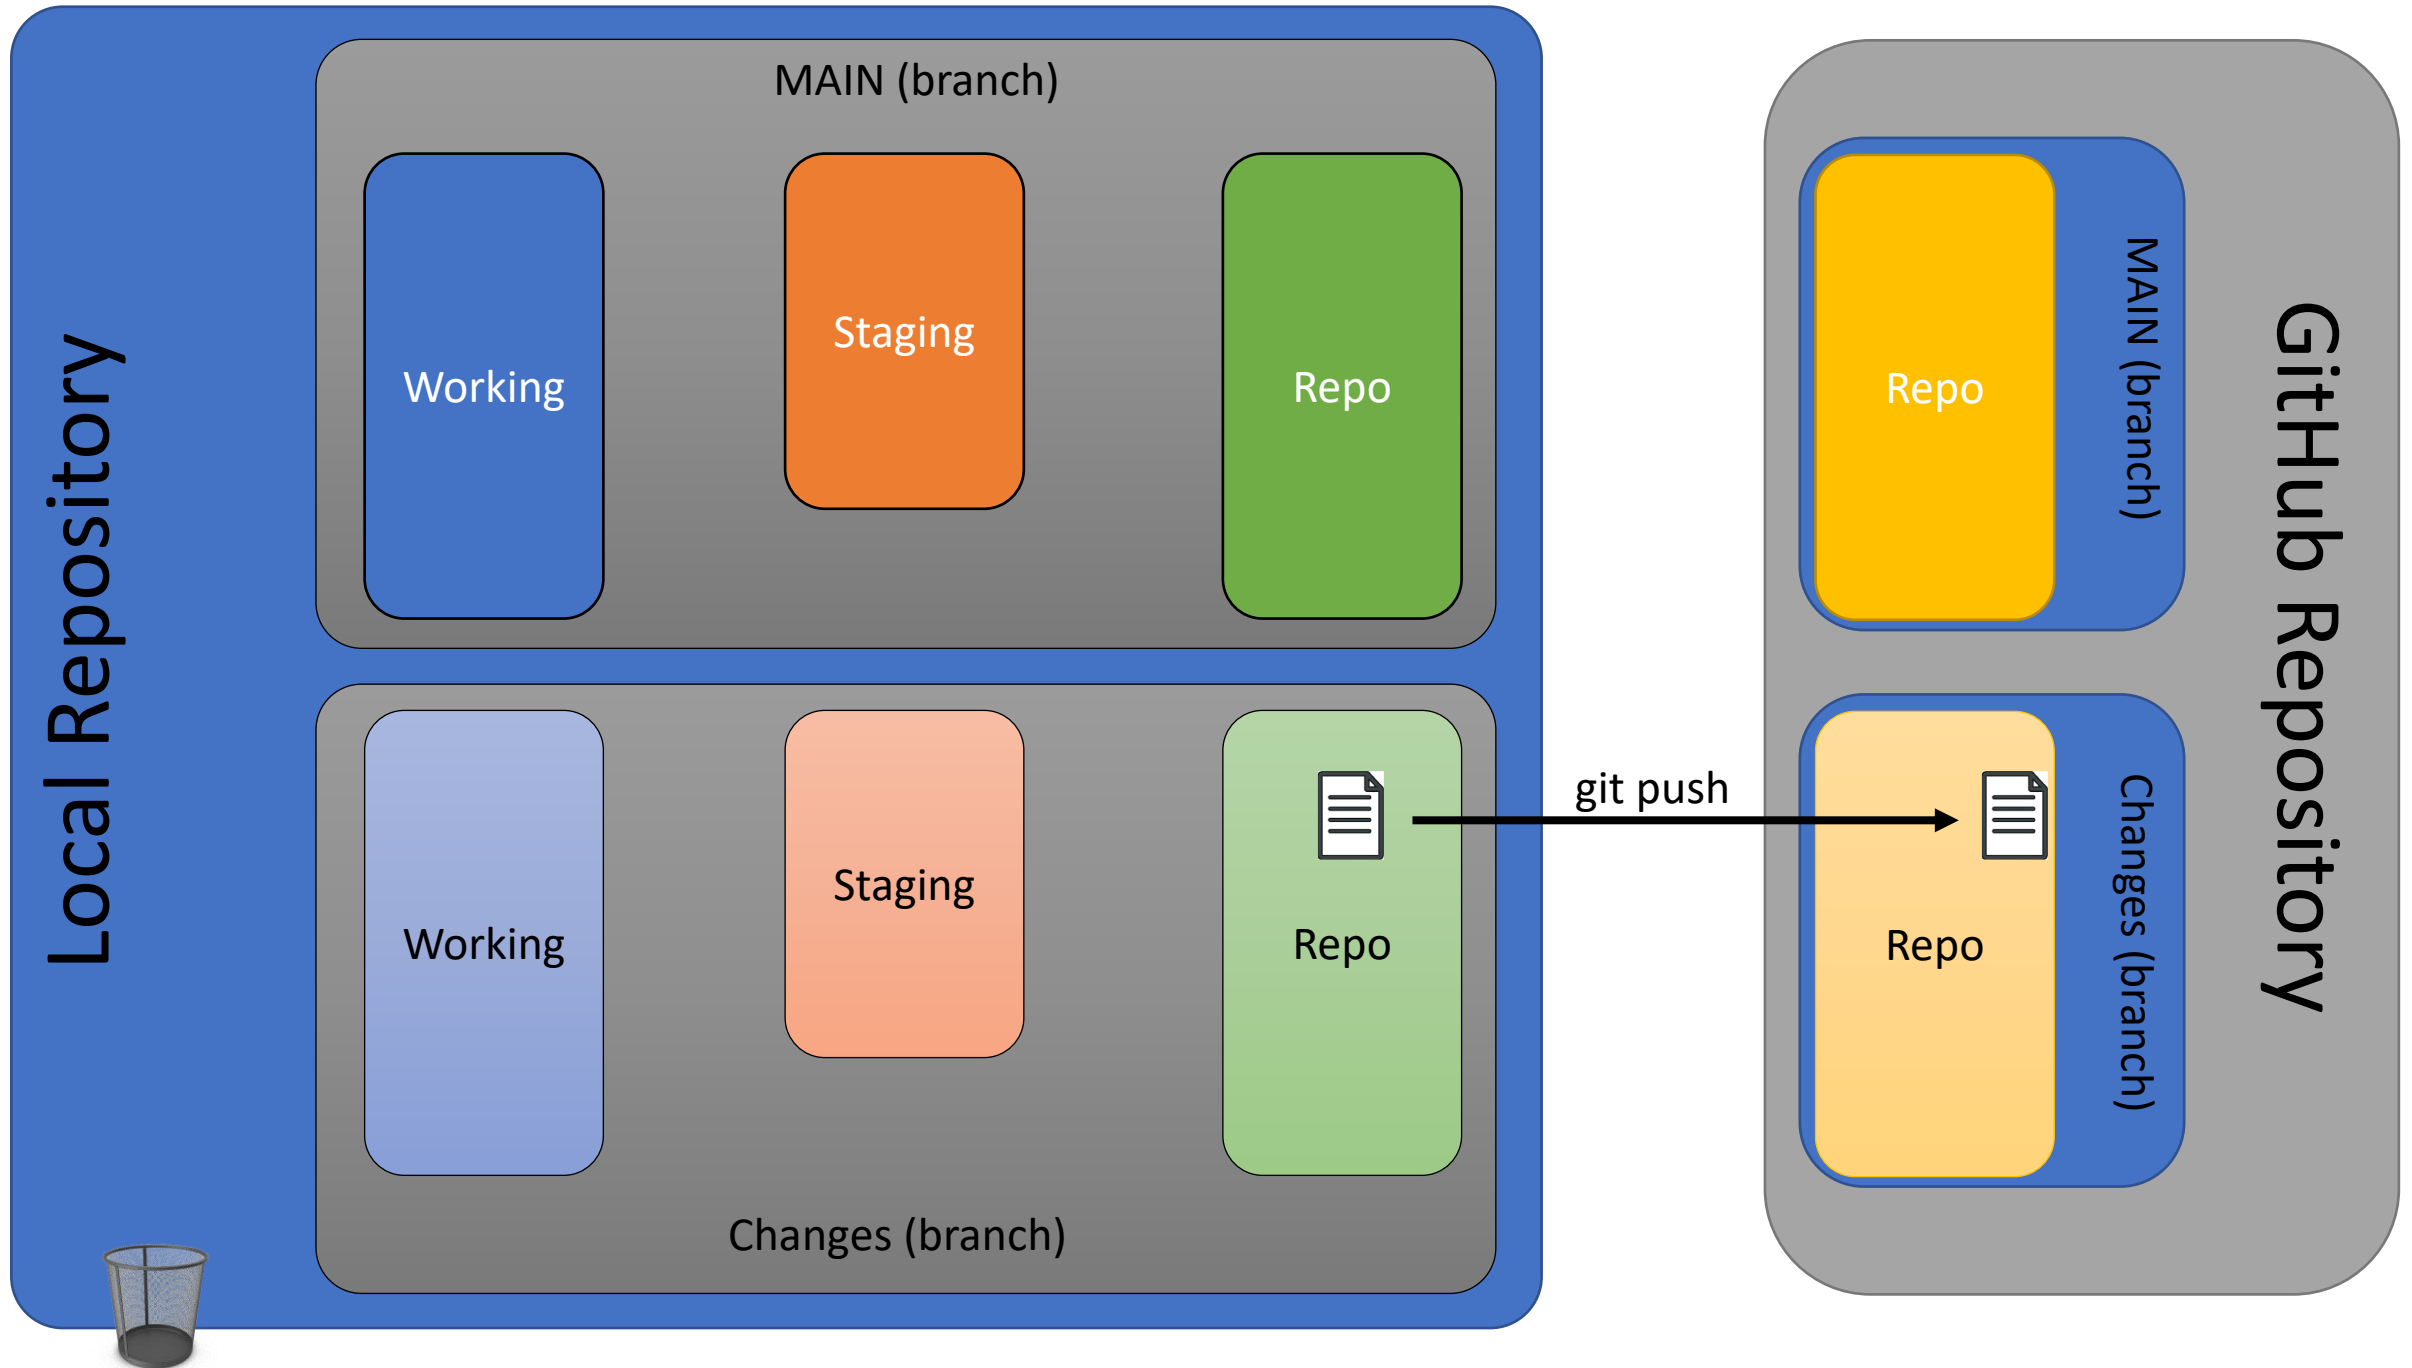 Local Repository
MAIN (branch)
Working
Staging
Repo
Working
Staging
Repo
Changes (branch)
git push
Repo
MAIN (branch)
Repo
Changes (branch)
GitHub Repository